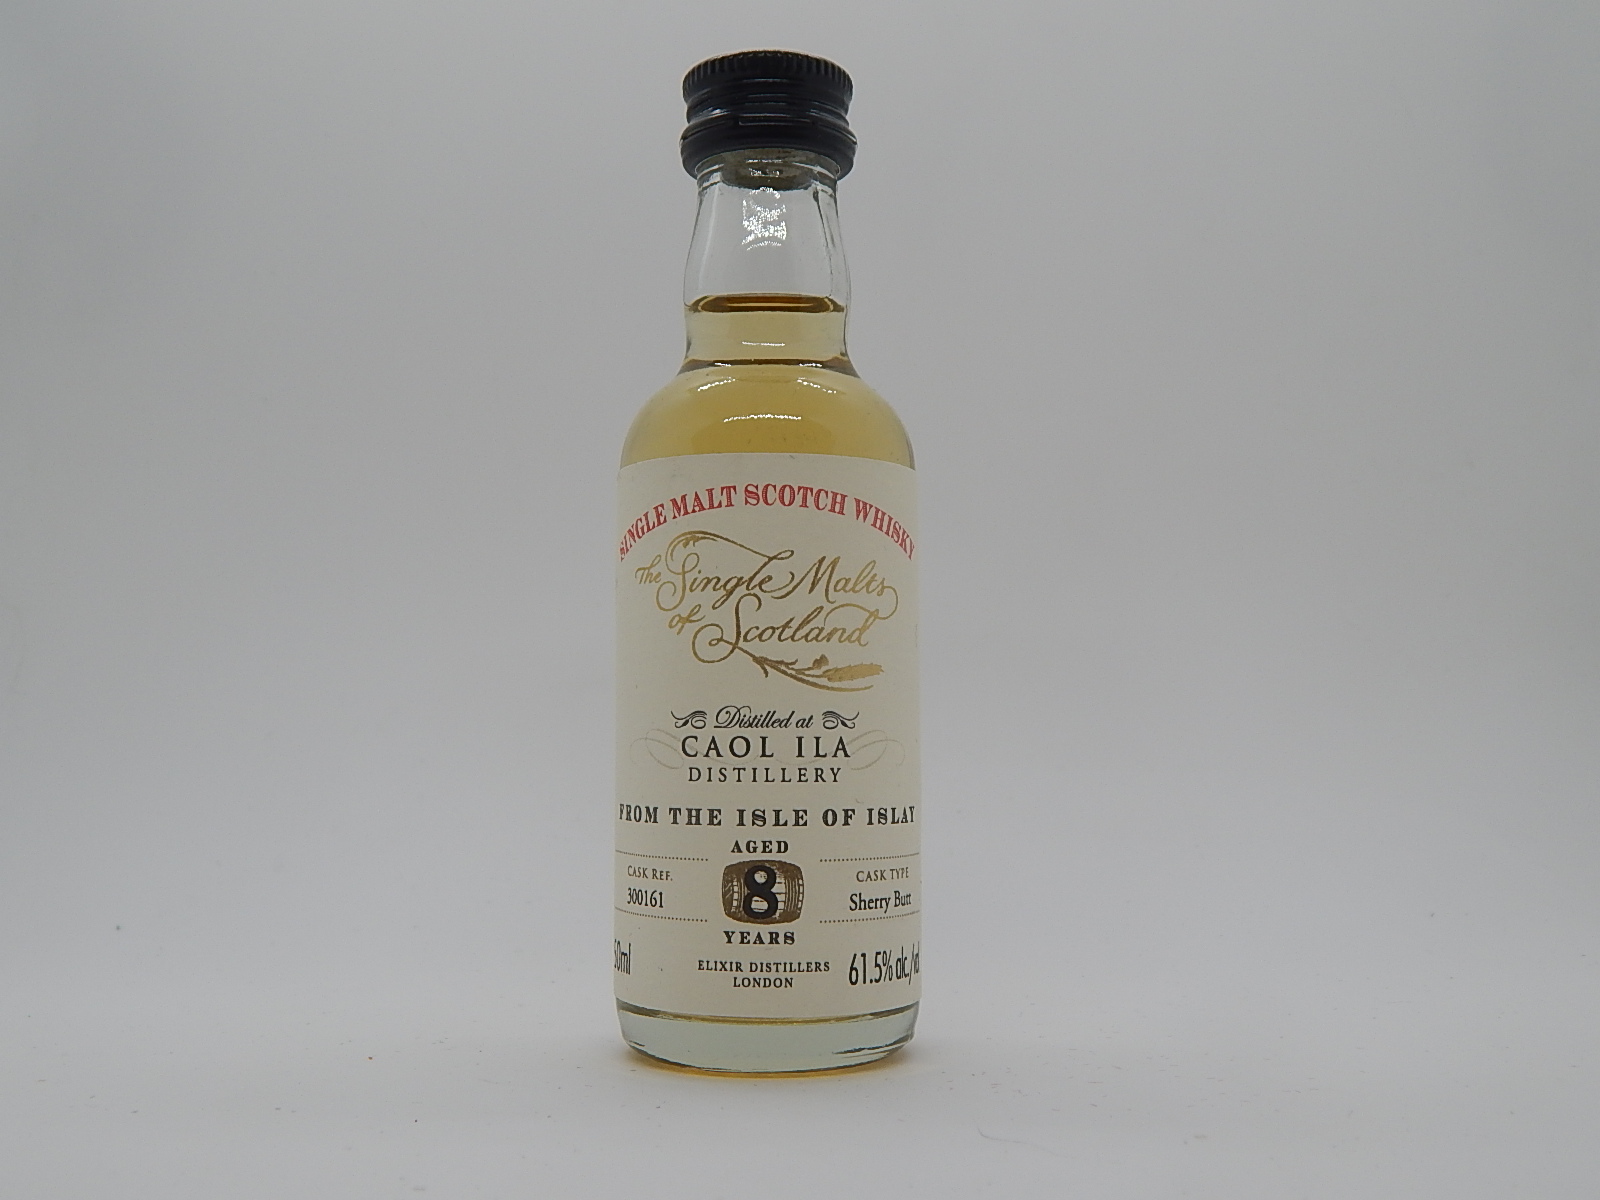 SINGLE MALT SCOTCH WHISKY
The Single Malts
of Scotland
Distilled at
CAOL ILA
DISTILLERY
FROM THE ISLE OF ISLAY
AGED
8
YEARS
CASK REF.
300161
CASK TYPE
Sherry Butt
50ml
ELIXIR DISTILLERS
LONDON
61.5% alc./vol